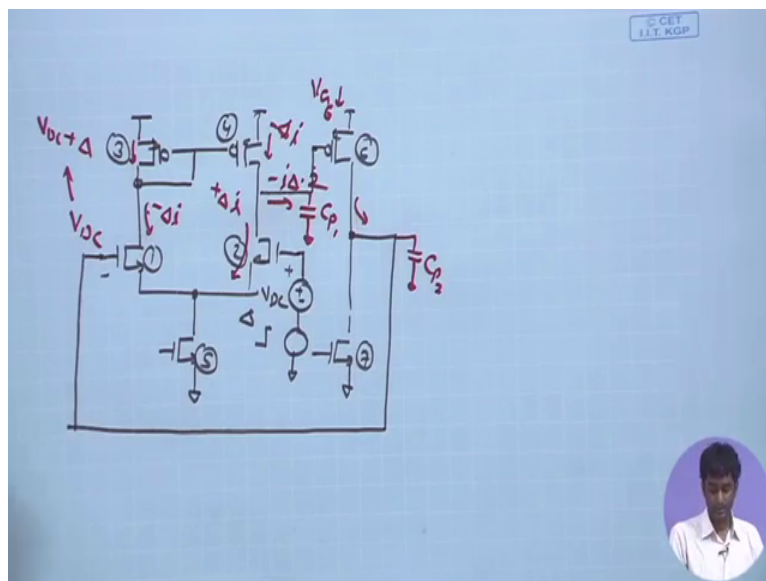 © CET
I.I.T. KGP
VG6 ↓
VDC + Δ
3
4
-Δi
6
-iΔ·2
+Δi
-Δi
Cp1
VDC
1
2
-
+
VDC
±
Cp2
Δ
5
7